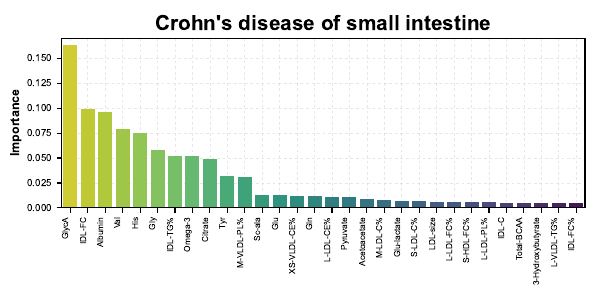 Crohn's disease of small intestine
Importance
0.150
0.125
0.100
0.075
0.050
0.025
0.000
GlycA
IDL-FC
Albumin
Val
His
Gly
IDL-TG%
Omega-3
Citrate
Tyr
M-VLDL-PL%
Sc-ala
Glu
XS-VLDL-CE%
Gln
L-LDL-CE%
Pyruvate
Acetoacetate
M-LDL-C%
Glu-lactate
S-LDL-C%
LDL-size
L-LDL-FC%
S-HDL-FC%
L-LDL-PL%
IDL-C
Total-BCAA
3-Hydroxybutyrate
L-VLDL-TG%
IDL-FC%